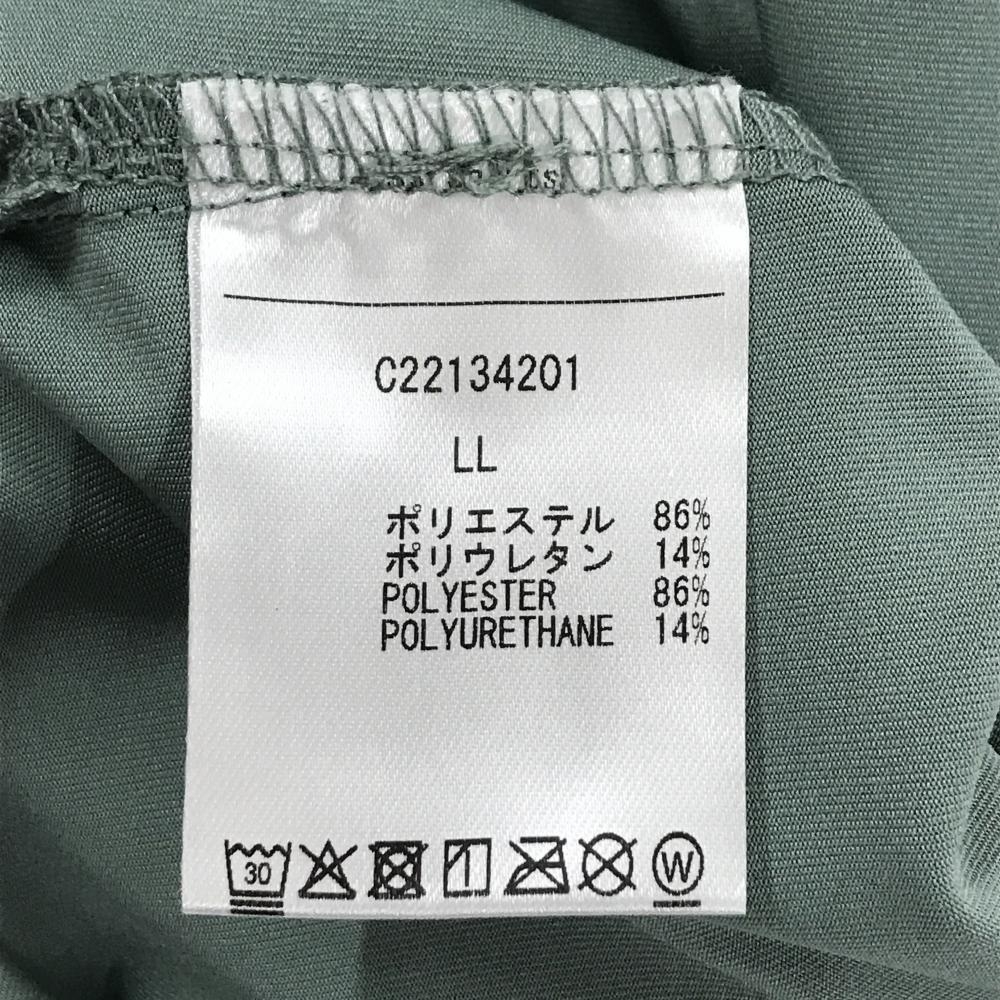 C22134201
LL
ポリエステル 86%
ポリウレタン 14%
POLYESTER 86%
POLYURETHANE 14%
30 W